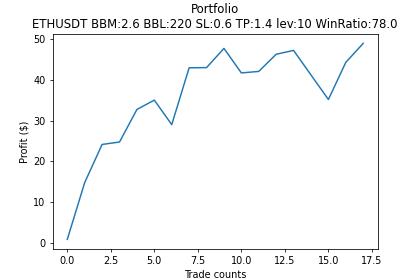 Portfolio
ETHUSDT BBM:2.6 BBL:220 SL:0.6 TP:1.4 lev:10 WinRatio:78.0
50
40
30
20
10
0
Profit ($)
0.0 2.5 5.0 7.5 10.0 12.5 15.0 17.5
Trade counts